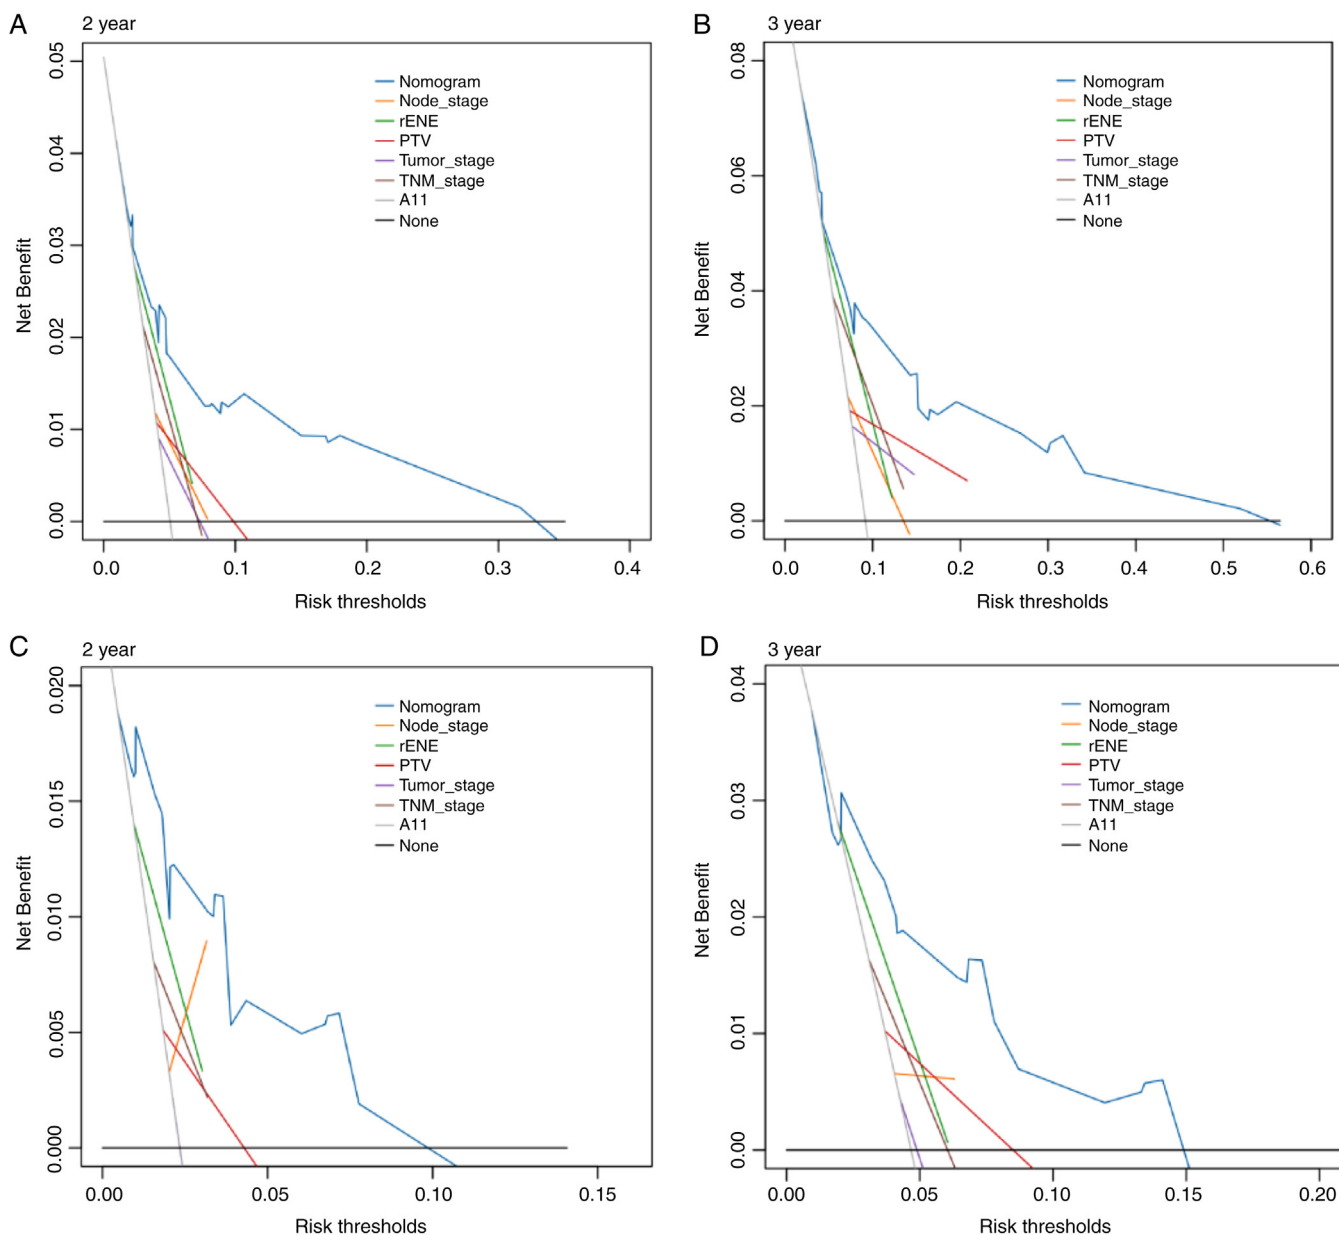 A
2 year
0.05
0.04
0.03
0.02
0.01
0.00
Net Benefit
Nomogram
Node_stage
rENE
PTV
Tumor_stage
TNM_stage
A11
None
0.0 0.1 0.2 0.3 0.4
Risk thresholds
B
3 year
0.08
0.06
0.04
0.02
0.00
Net Benefit
Nomogram
Node_stage
rENE
PTV
Tumor_stage
TNM_stage
A11
None
0.0 0.1 0.2 0.3 0.4 0.5 0.6
Risk thresholds
C
2 year
0.020
0.015
0.010
0.005
0.000
Net Benefit
Nomogram
Node_stage
rENE
PTV
Tumor_stage
TNM_stage
A11
None
0.00 0.05 0.10 0.15
Risk thresholds
D
3 year
0.04
0.03
0.02
0.01
0.00
Net Benefit
Nomogram
Node_stage
rENE
PTV
Tumor_stage
TNM_stage
A11
None
0.00 0.05 0.10 0.15 0.20
Risk thresholds